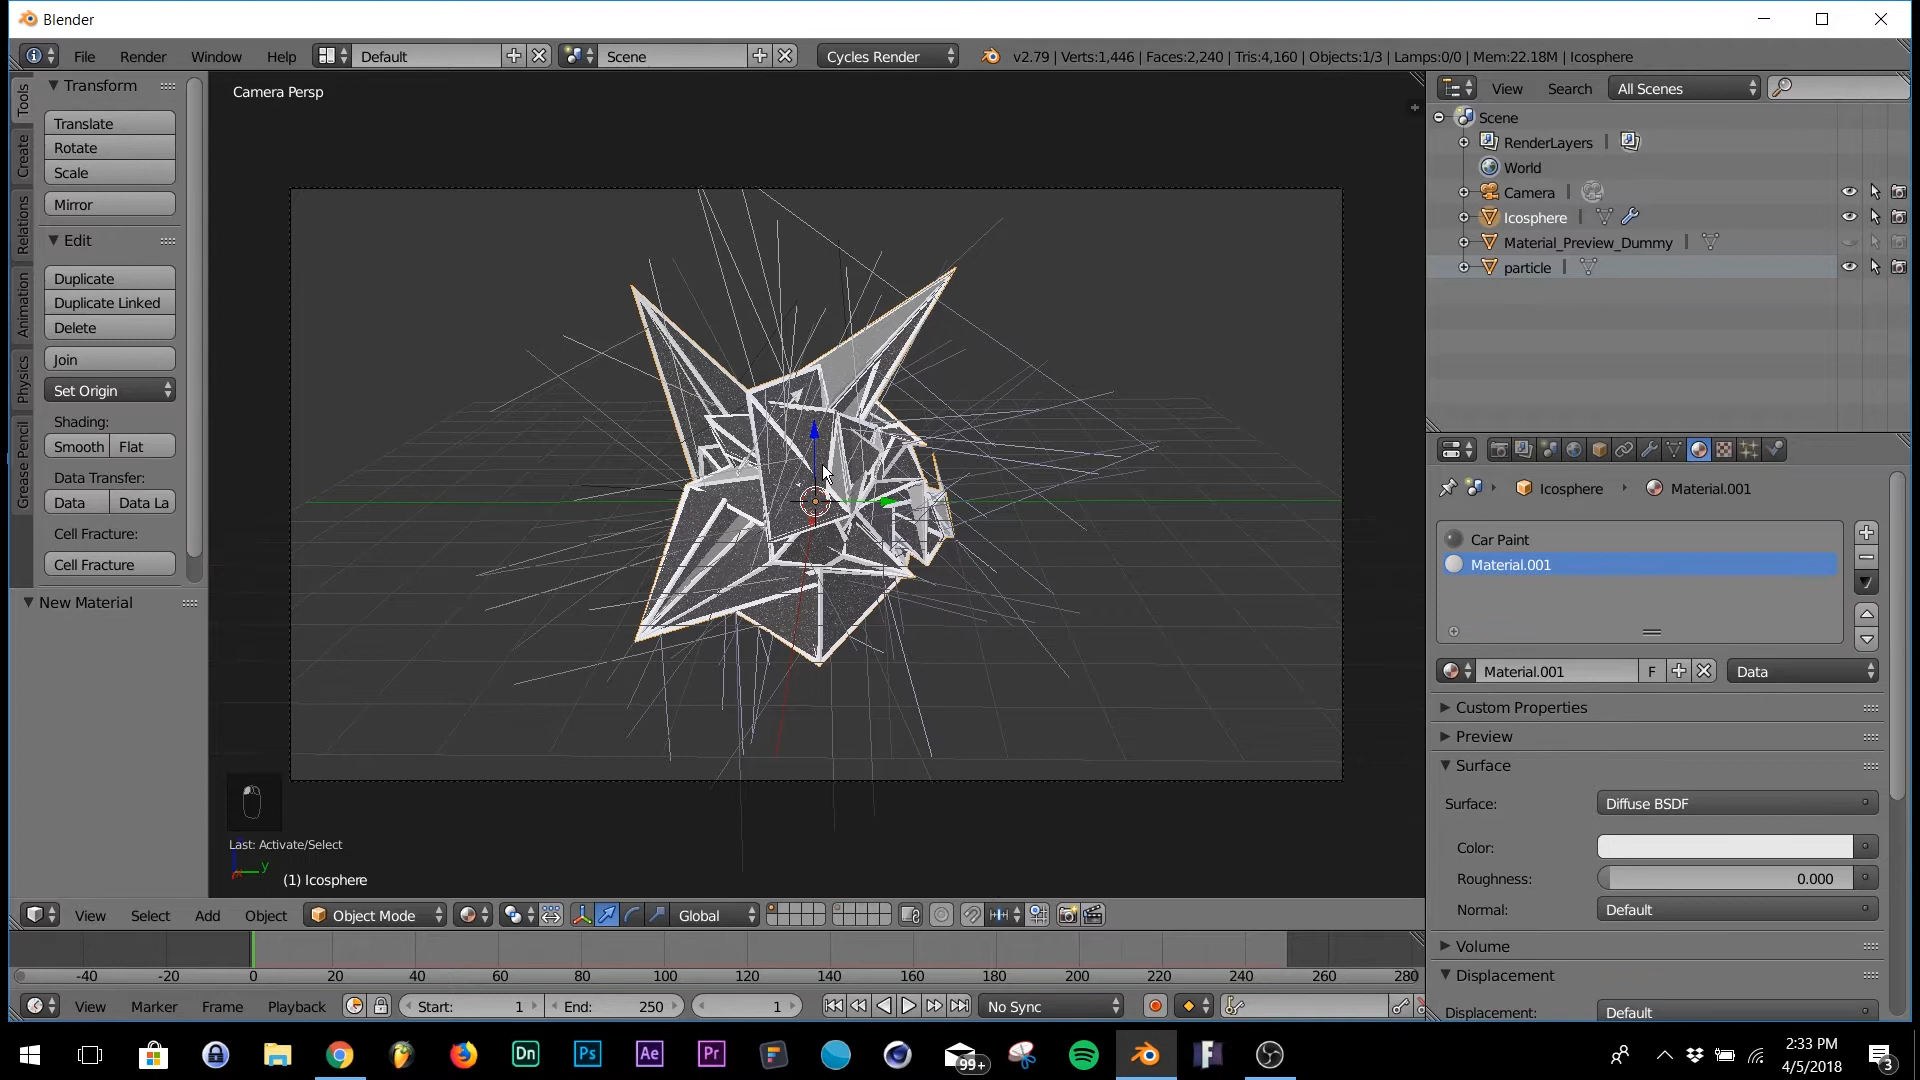 Blender
File Render Window Help Default Scene Cycles Render v2.79 | Verts:1,446 | Faces:2,240 | Tris:4,160 | Objects:1/3 | Lamps:0/0 | Mem:22.18M | Icosphere
Tools
Create
Relations
Animation
Physics
Grease Pencil
Transform
Translate
Rotate
Scale
Mirror
Edit
Duplicate
Duplicate Linked
Delete
Join
Set Origin
Shading:
Smooth Flat
Data Transfer:
Data Data La
Cell Fracture:
Cell Fracture
New Material
Camera Persp
Last: Activate/Select
y
(1) Icosphere
View Select Add Object Object Mode Global
-40 -20 0 20 40 60 80 100 120 140 160 180 200 220 240 260 280
View Marker Frame Playback Start: 1 End: 250 1 No Sync
View Search All Scenes
Scene
RenderLayers
World
Camera
Icosphere
Material_Preview_Dummy
particle
Icosphere Material.001
Car Paint
Material.001
Material.001 F Data
Custom Properties
Preview
Surface
Surface: Diffuse BSDF
Color:
Roughness: 0.000
Normal: Default
Volume
Displacement
Displacement: Default
Dn Ps Ae Pr 99+
2:33 PM
4/5/2018
3